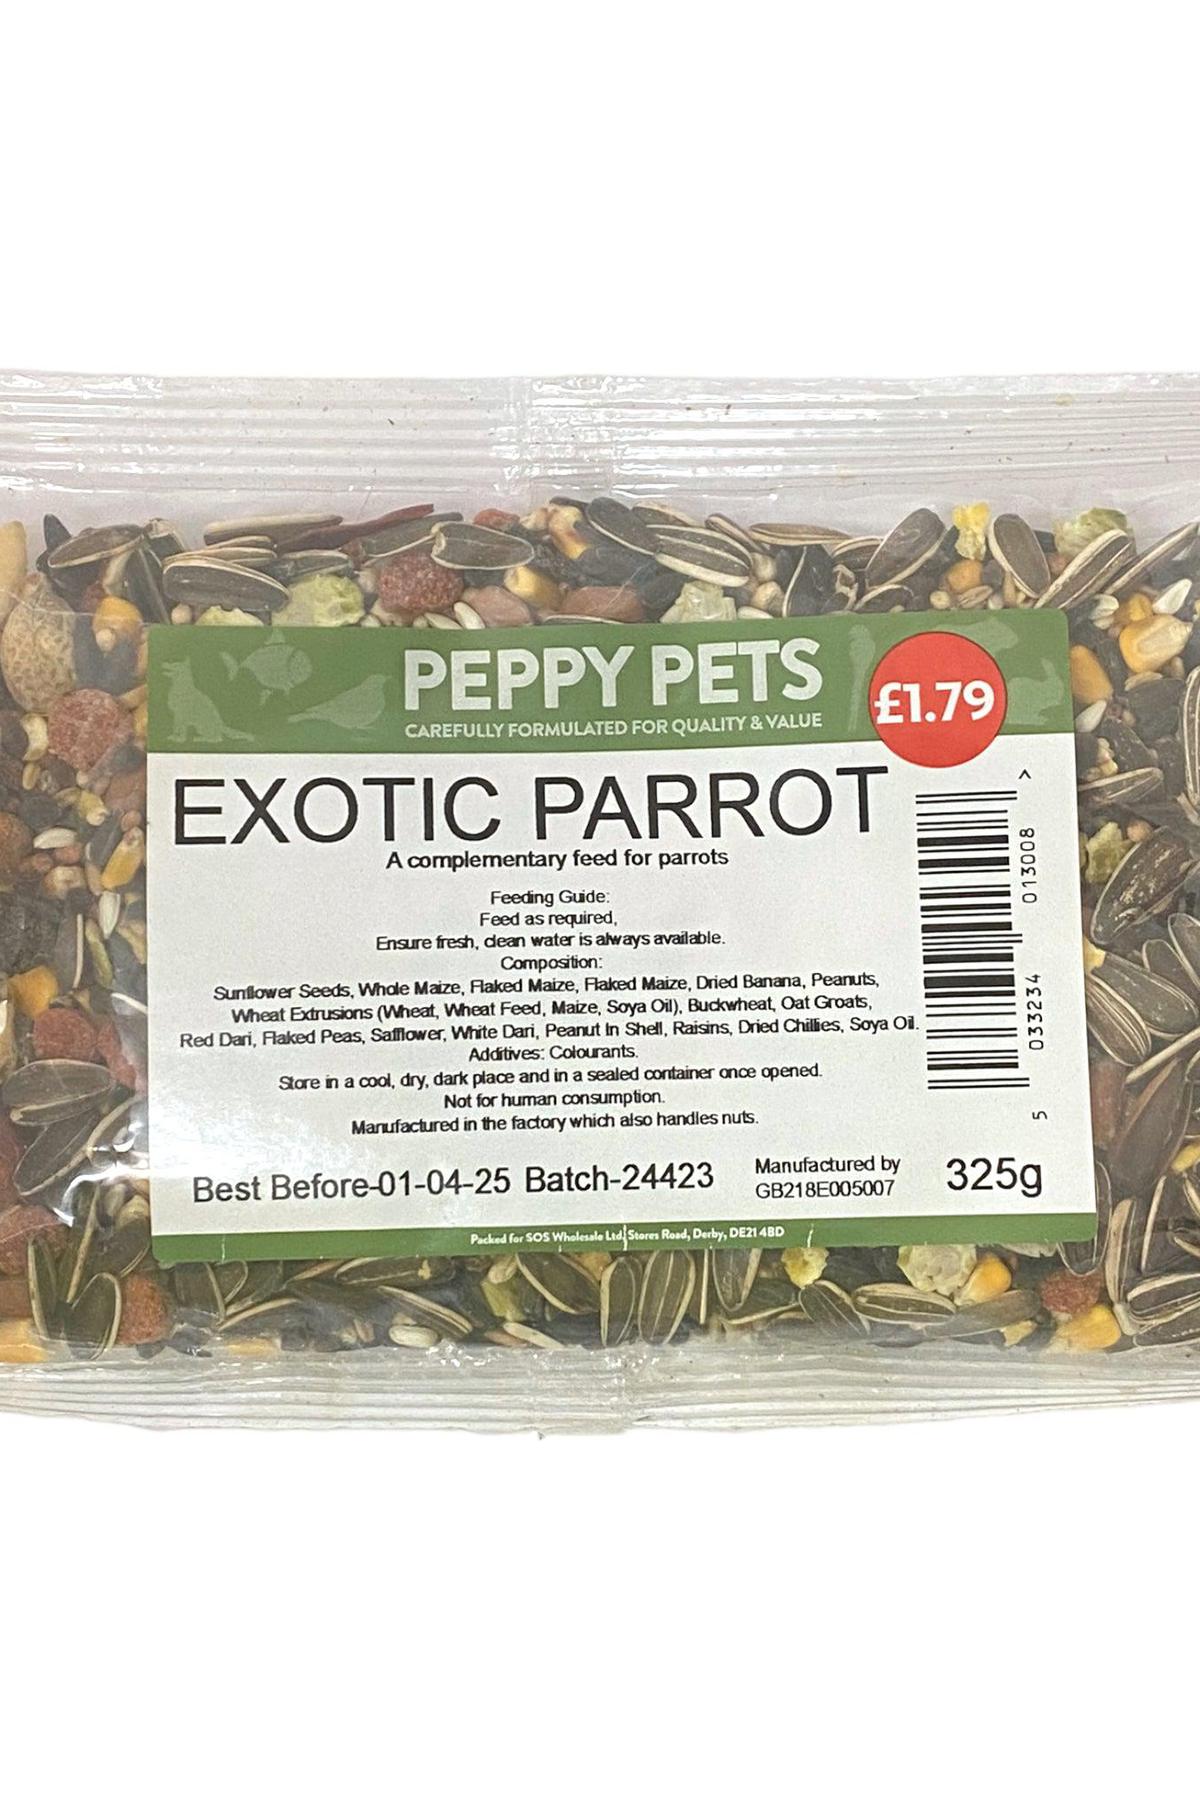 PEPPY PETS
CAREFULLY FORMULATED FOR QUALITY & VALUE
£1.79
EXOTIC PARROT
A complementary feed for parrots
Feeding Guide:
Feed as required,
Ensure fresh, clean water is always available.
Composition:
Sunflower Seeds, Whole Maize, Flaked Maize, Flaked Maize, Dried Banana, Peanuts,
Wheat Extrusions (Wheat, Wheat Feed, Maize, Soya Oil), Buckwheat, Oat Groats,
Red Dari, Flaked Peas, Safflower, White Dari, Peanut In Shell, Raisins, Dried Chillies, Soya Oil.
Additives: Colourants.
Store in a cool, dry, dark place and in a sealed container once opened.
Not for human consumption.
Manufactured in the factory which also handles nuts.
5 033234 013008 >
Best Before-01-04-25 Batch-24423
Manufactured by
GB218E005007
325g
Packed for SOS Wholesale Ltd, Stores Road, Derby, DE21 4BD